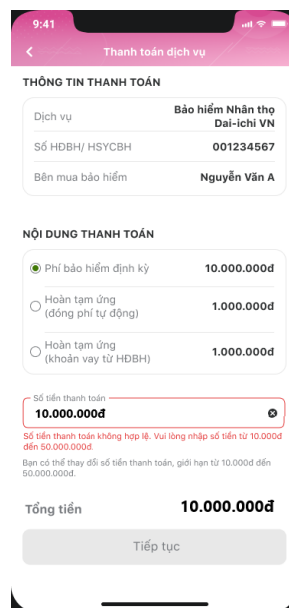 9:41
Thanh toán dịch vụ
THÔNG TIN THANH TOÁN
Dịch vụ
Bảo hiểm Nhân thọ
Dai-ichi VN
Số HĐBH/ HSYCBH
001234567
Bên mua bảo hiểm
Nguyễn Văn A
NỘI DUNG THANH TOÁN
Phí bảo hiểm định kỳ
10.000.000đ
Hoàn tạm ứng
(đóng phí tự động)
1.000.000đ
Hoàn tạm ứng
(khoản vay từ HĐBH)
1.000.000đ
Số tiền thanh toán
10.000.000đ
Số tiền thanh toán không hợp lệ. Vui lòng nhập số tiền từ 10.000đ
đến 50.000.000đ.
Bạn có thể thay đổi số tiền thanh toán, giới hạn từ 10.000đ đến
50.000.000đ.
Tổng tiền
10.000.000đ
Tiếp tục